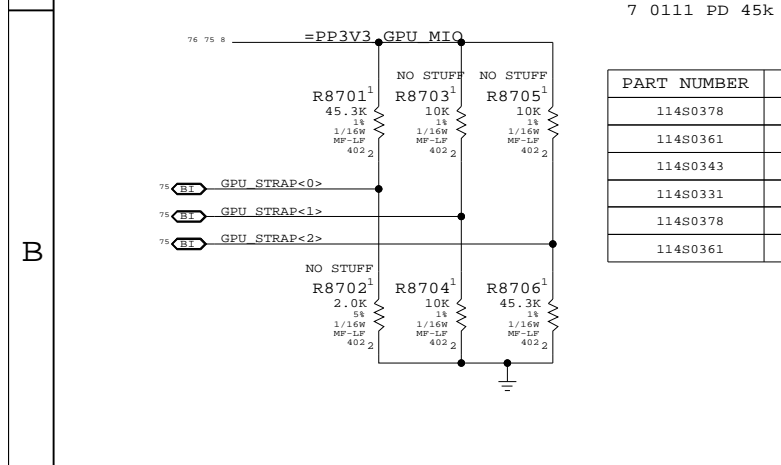 7 0111 PD 45k
76 75 8
=PP3V3_GPU_MIO
NO STUFF
NO STUFF
R8701 1
45.3K
1%
1/16W
MF-LF
402 2
R8703 1
10K
1%
1/16W
MF-LF
402 2
R8705 1
10K
1%
1/16W
MF-LF
402 2
75 BI GPU_STRAP<0>
75 BI GPU_STRAP<1>
75 BI GPU_STRAP<2>
B
NO STUFF
R8702 1
2.0K
5%
1/16W
MF-LF
402 2
R8704 1
10K
1%
1/16W
MF-LF
402 2
R8706 1
45.3K
1%
1/16W
MF-LF
402 2
PART NUMBER
114S0378
114S0361
114S0343
114S0331
114S0378
114S0361